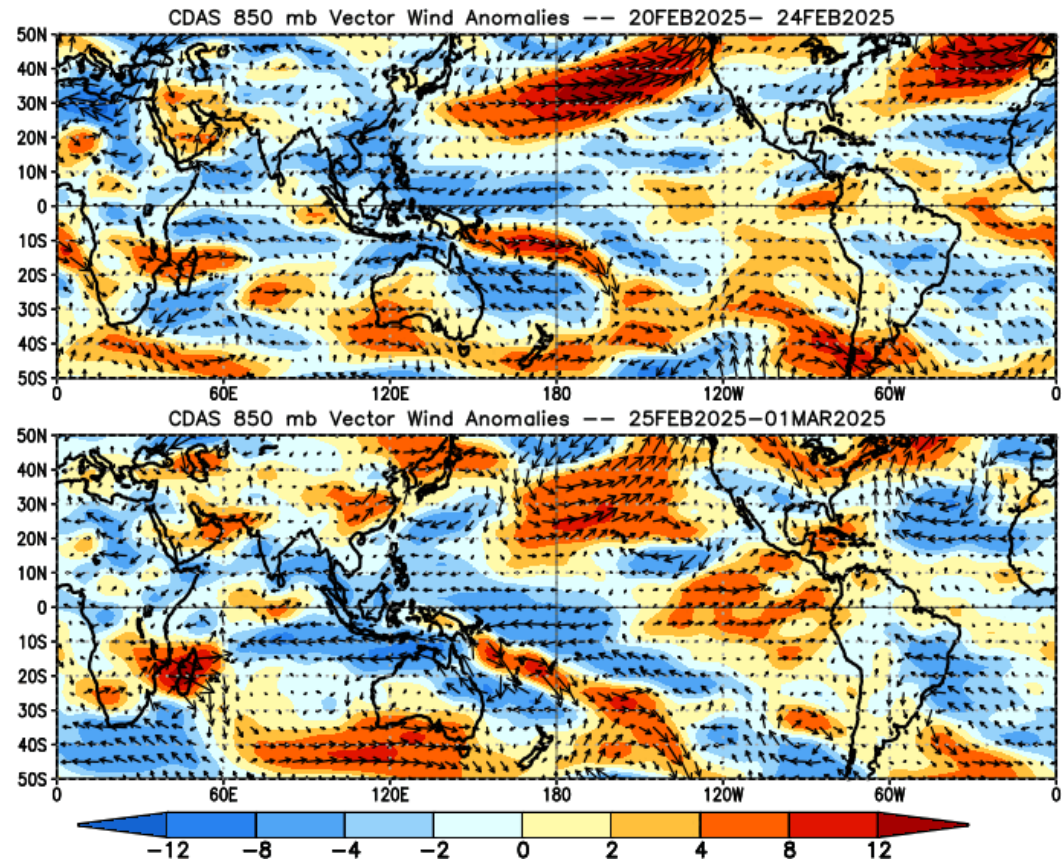 CDAS 850 mb Vector Wind Anomalies -- 20FEB2025- 24FEB2025
50N
40N
30N
20N
10N
0
10S
20S
30S
40S
50S
0 60E 120E 180 120W 60W 0
CDAS 850 mb Vector Wind Anomalies -- 25FEB2025-01MAR2025
50N
40N
30N
20N
10N
0
10S
20S
30S
40S
50S
0 60E 120E 180 120W 60W 0
-12 -8 -4 -2 0 2 4 8 12